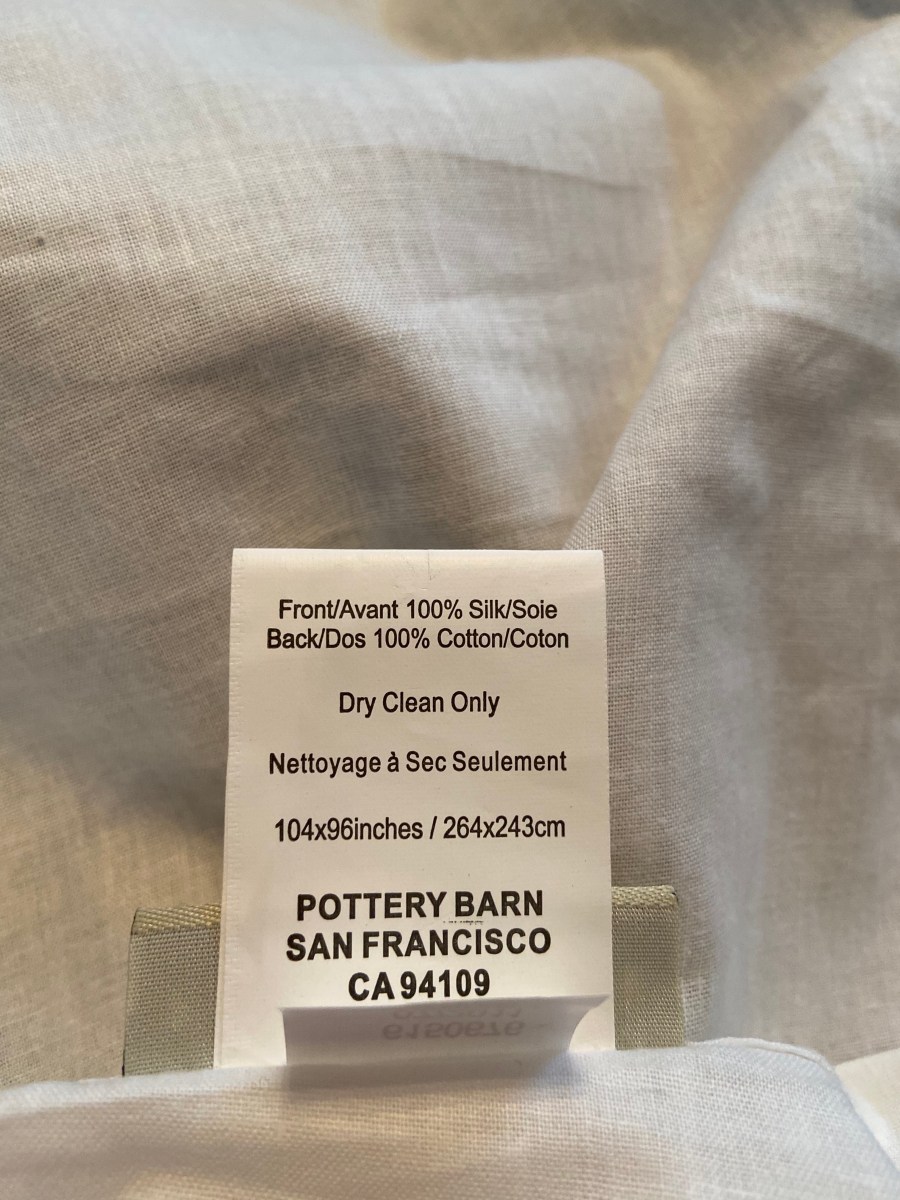 Front/Avant 100% Silk/Soie
Back/Dos 100% Cotton/Coton
Dry Clean Only
Nettoyage à Sec Seulement
104x96inches / 264x243cm
POTTERY BARN
SAN FRANCISCO
CA 94109